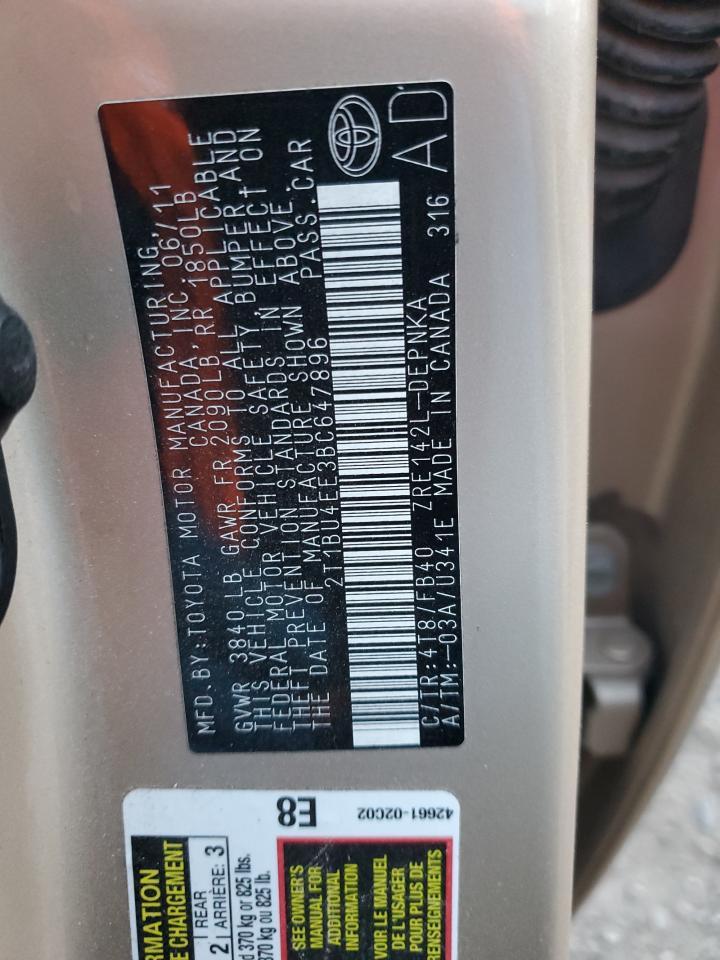 MFD. BY: TOYOTA MOTOR MANUFACTURING,
CANADA, INC. 06/11
GVWR 3840 LB GAWR FR 2090LB RR 1850LB
THIS VEHICLE CONFORMS TO ALL APPLICABLE
FEDERAL MOTOR VEHICLE SAFETY, BUMPER AND
THEFT PREVENTION STANDARDS IN EFFECT ON
THE DATE OF MANUFACTURE SHOWN ABOVE.
2T1BU4EE3BC647896 PASS. CAR
C/TR: 4T8/FB40 ZRE142L-DEPNKA
A/TM: -03A/U341E MADE IN CANADA 316
AD
E8
42661-02C02
RMATION
E CHARGEMENT
2 REAR
ARRIÈRE: 3
d 370 kg or 825 lbs.
370 kg ou 825 lb.
SEE OWNER'S
MANUAL FOR
ADDITIONAL
INFORMATION
VOIR LE MANUEL
DE L'USAGER
POUR PLUS DE
RENSEIGNEMENTS